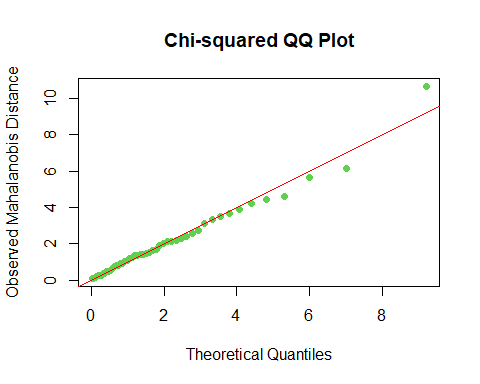 Chi-squared QQ Plot
Observed Mahalanobis Distance
10
8
6
4
2
0
0 2 4 6 8
Theoretical Quantiles